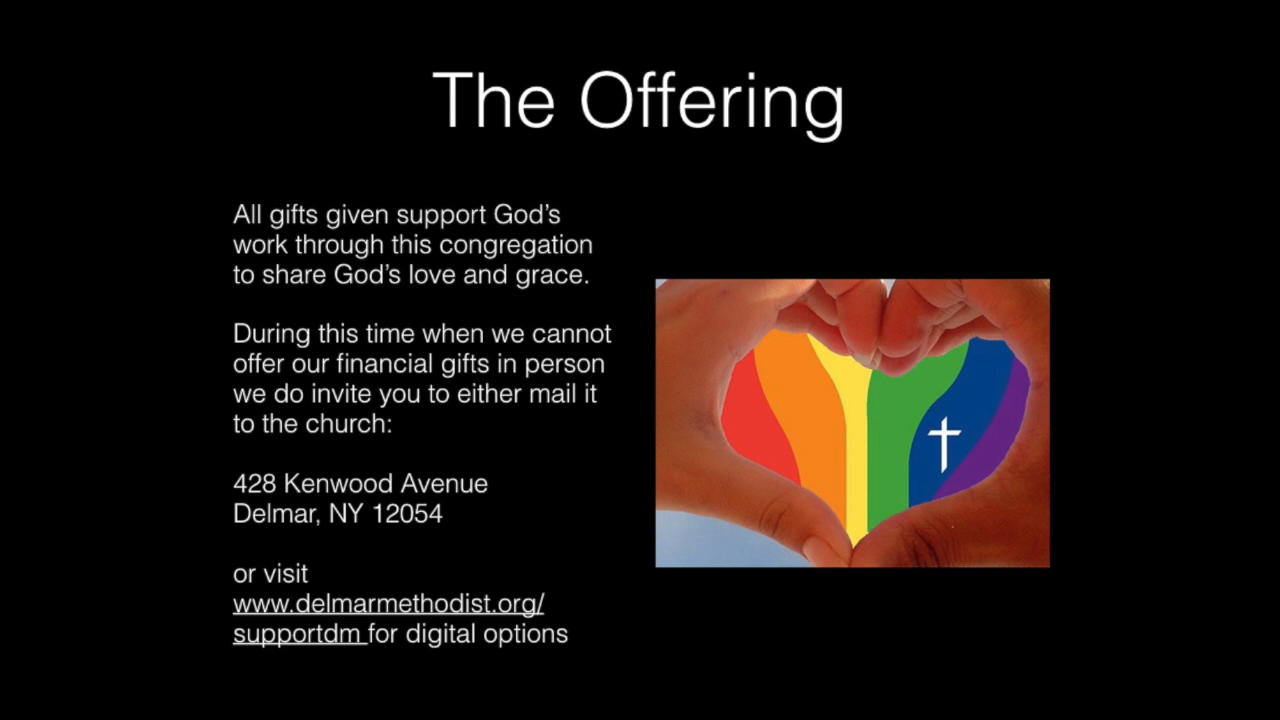 The Offering
All gifts given support God’s
work through this congregation
to share God’s love and grace.
During this time when we cannot
offer our financial gifts in person
we do invite you to either mail it
to the church:
428 Kenwood Avenue
Delmar, NY 12054
or visit
www.delmarmethodist.org/
supportdm for digital options